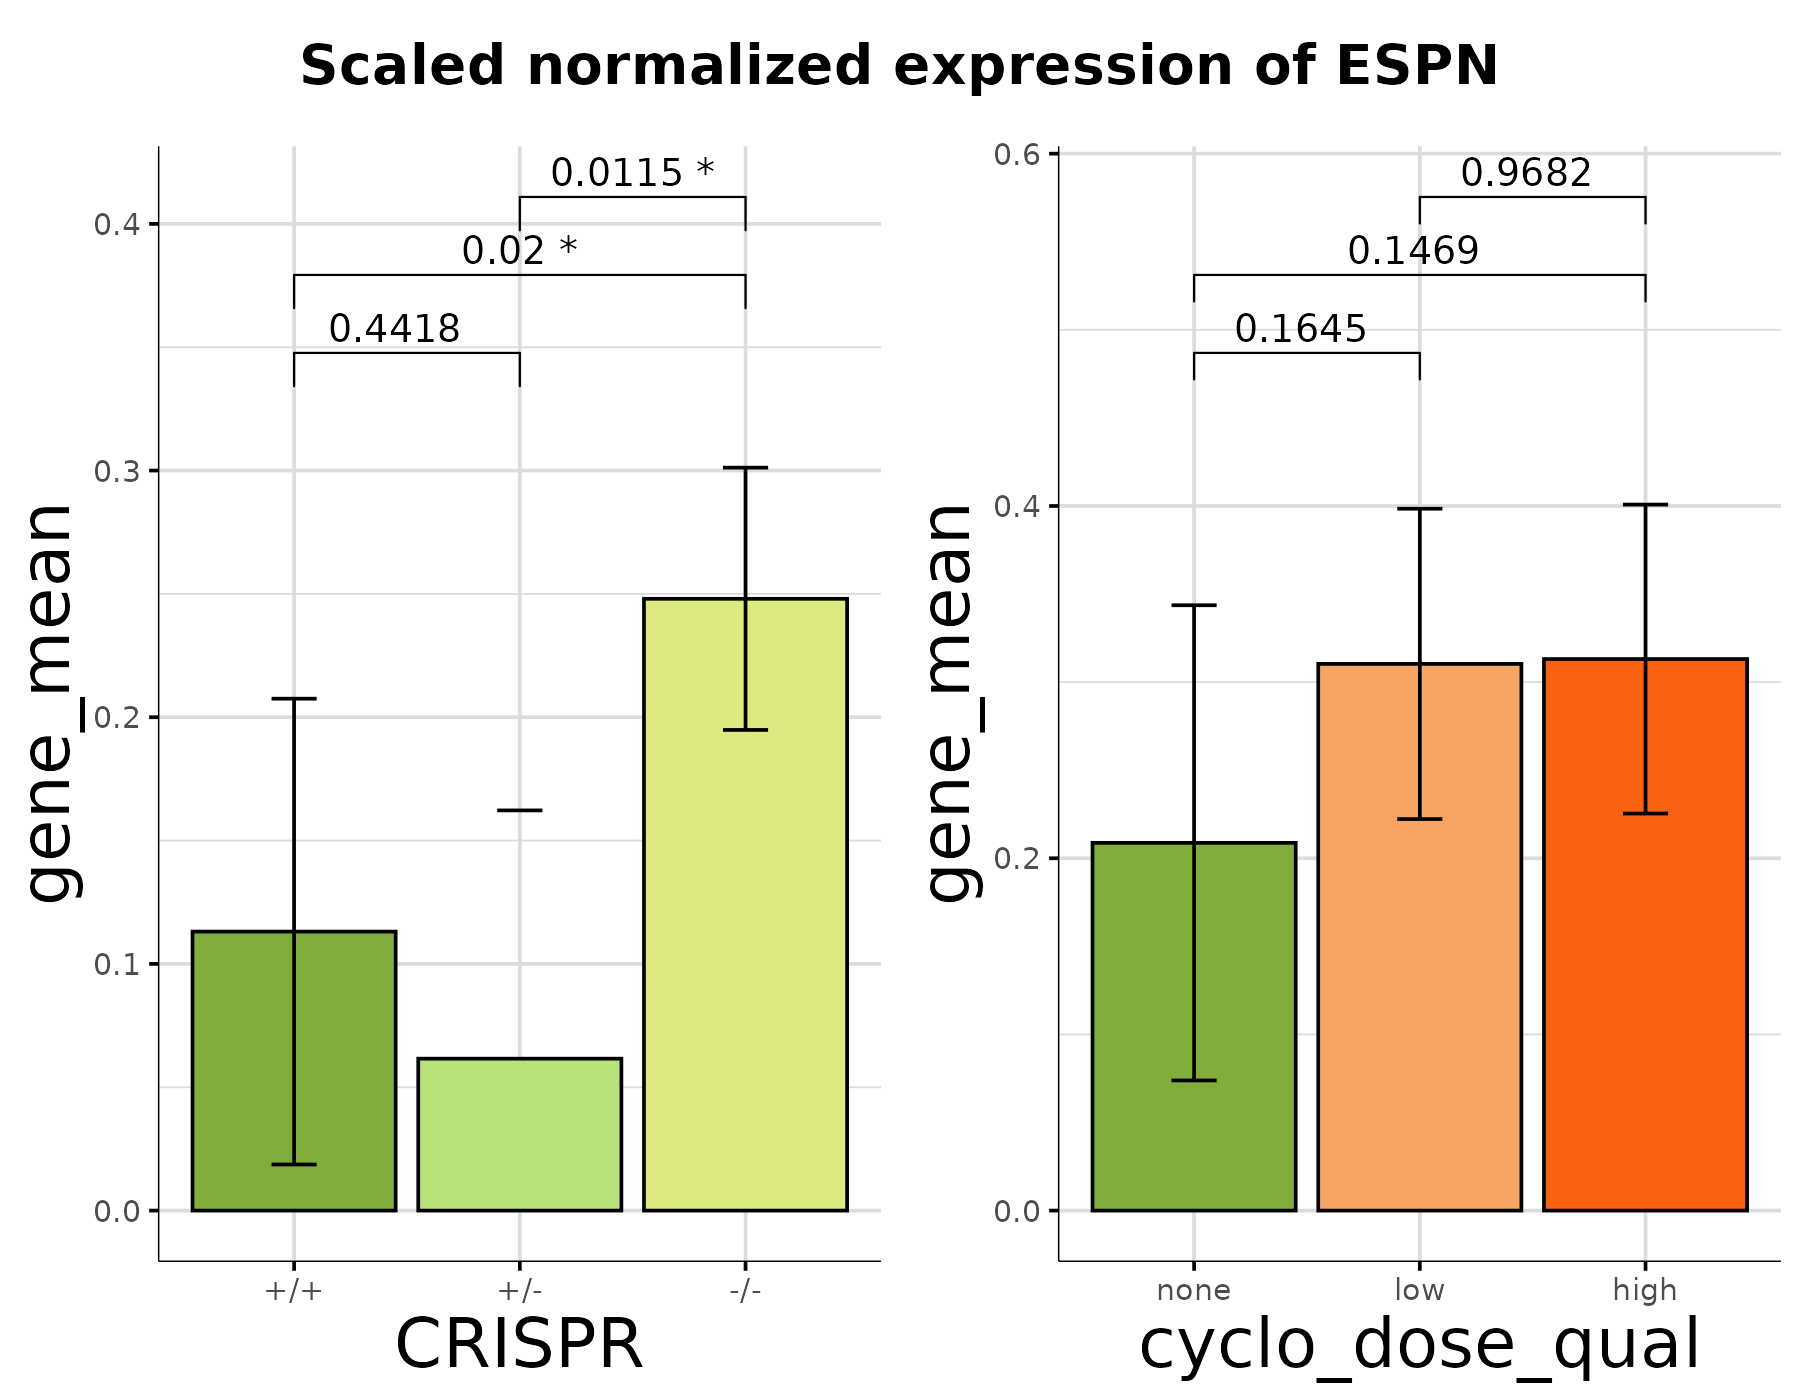 Scaled normalized expression of ESPN
gene_mean
0.4
0.3
0.2
0.1
0.0
0.0115 *
0.02 *
0.4418
+/+ +/- -/-
CRISPR
gene_mean
0.6
0.4
0.2
0.0
0.9682
0.1469
0.1645
none low high
cyclo_dose_qual